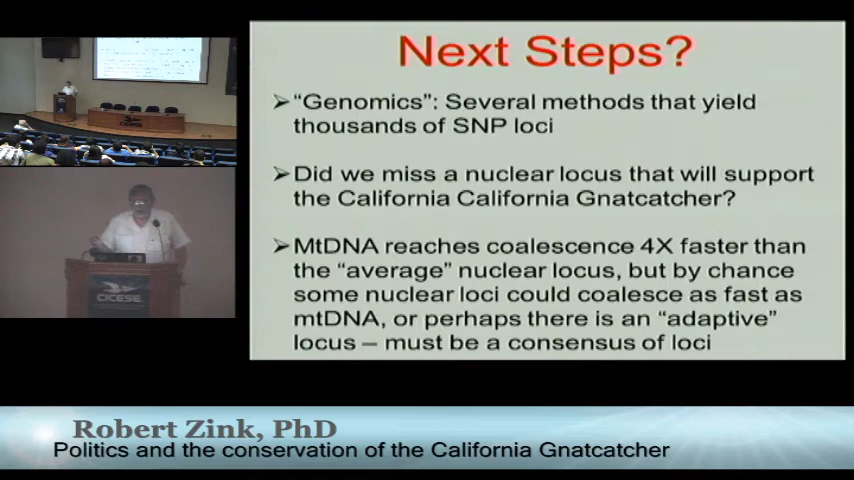 Next Steps?
➢ "Genomics": Several methods that yield
thousands of SNP loci
➢ Did we miss a nuclear locus that will support
the California California Gnatcatcher?
➢ MtDNA reaches coalescence 4X faster than
the "average" nuclear locus, but by chance
some nuclear loci could coalesce as fast as
mtDNA, or perhaps there is an "adaptive"
locus – must be a consensus of loci
CICESE
Robert Zink, PhD
Politics and the conservation of the California Gnatcatcher